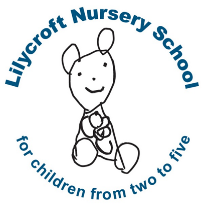 Lilycroft Nursery School
for children from two to five